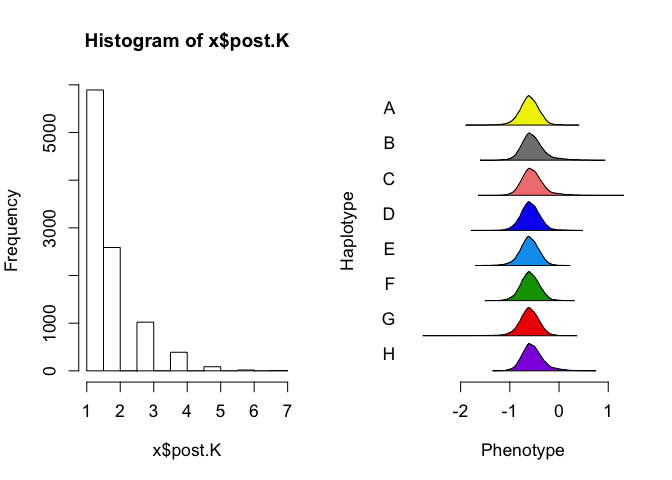 Histogram of x$post.K
Frequency
0
1000
3000
5000
1 2 3 4 5 6 7
x$post.K
Haplotype
A
B
C
D
E
F
G
H
-2 -1 0 1
Phenotype